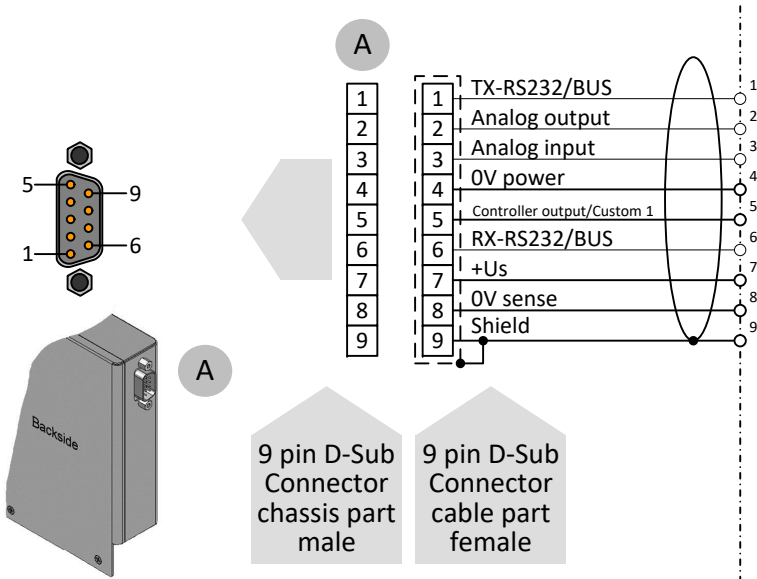 A
1
2
3
4
5
6
7
8
9
1 TX-RS232/BUS 1
2 Analog output 2
3 Analog input 3
4 0V power 4
5 Controller output/Custom 1 5
6 RX-RS232/BUS 6
7 +Us 7
8 0V sense 8
9 Shield 9
5
9
1
6
A
Backside
9 pin D-Sub
Connector
chassis part
male
9 pin D-Sub
Connector
cable part
female